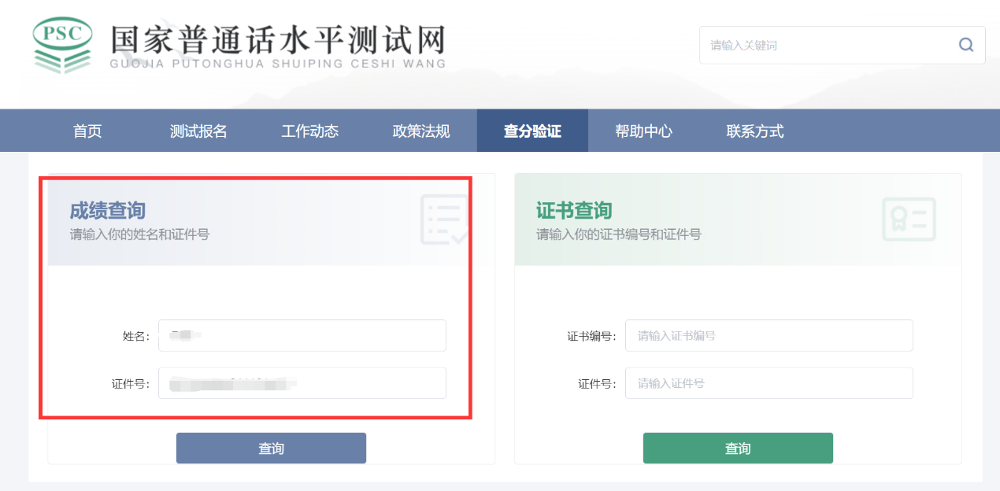 PSC
国家普通话水平测试网
GUOJIA PUTONGHUA SHUIPING CESHI WANG
请输入关键词
首页 测试报名 工作动态 政策法规 查分验证 帮助中心 联系方式
成绩查询
请输入你的姓名和证件号
姓名：
证件号：
查询
证书查询
请输入你的证书编号和证件号
证书编号： 请输入证书编号
证件号： 请输入证件号
查询